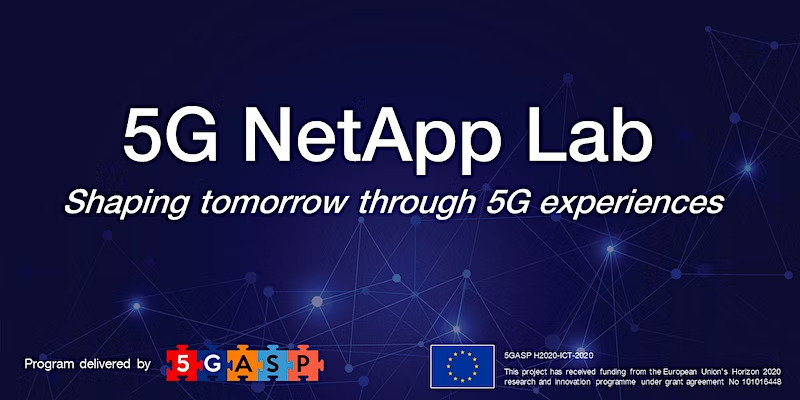 5G NetApp Lab
Shaping tomorrow through 5G experiences
Program delivered by 5GASP
5GASP H2020-ICT-2020
This project has received funding from the European Union's Horizon 2020
research and innovation programme under grant agreement No 101016448